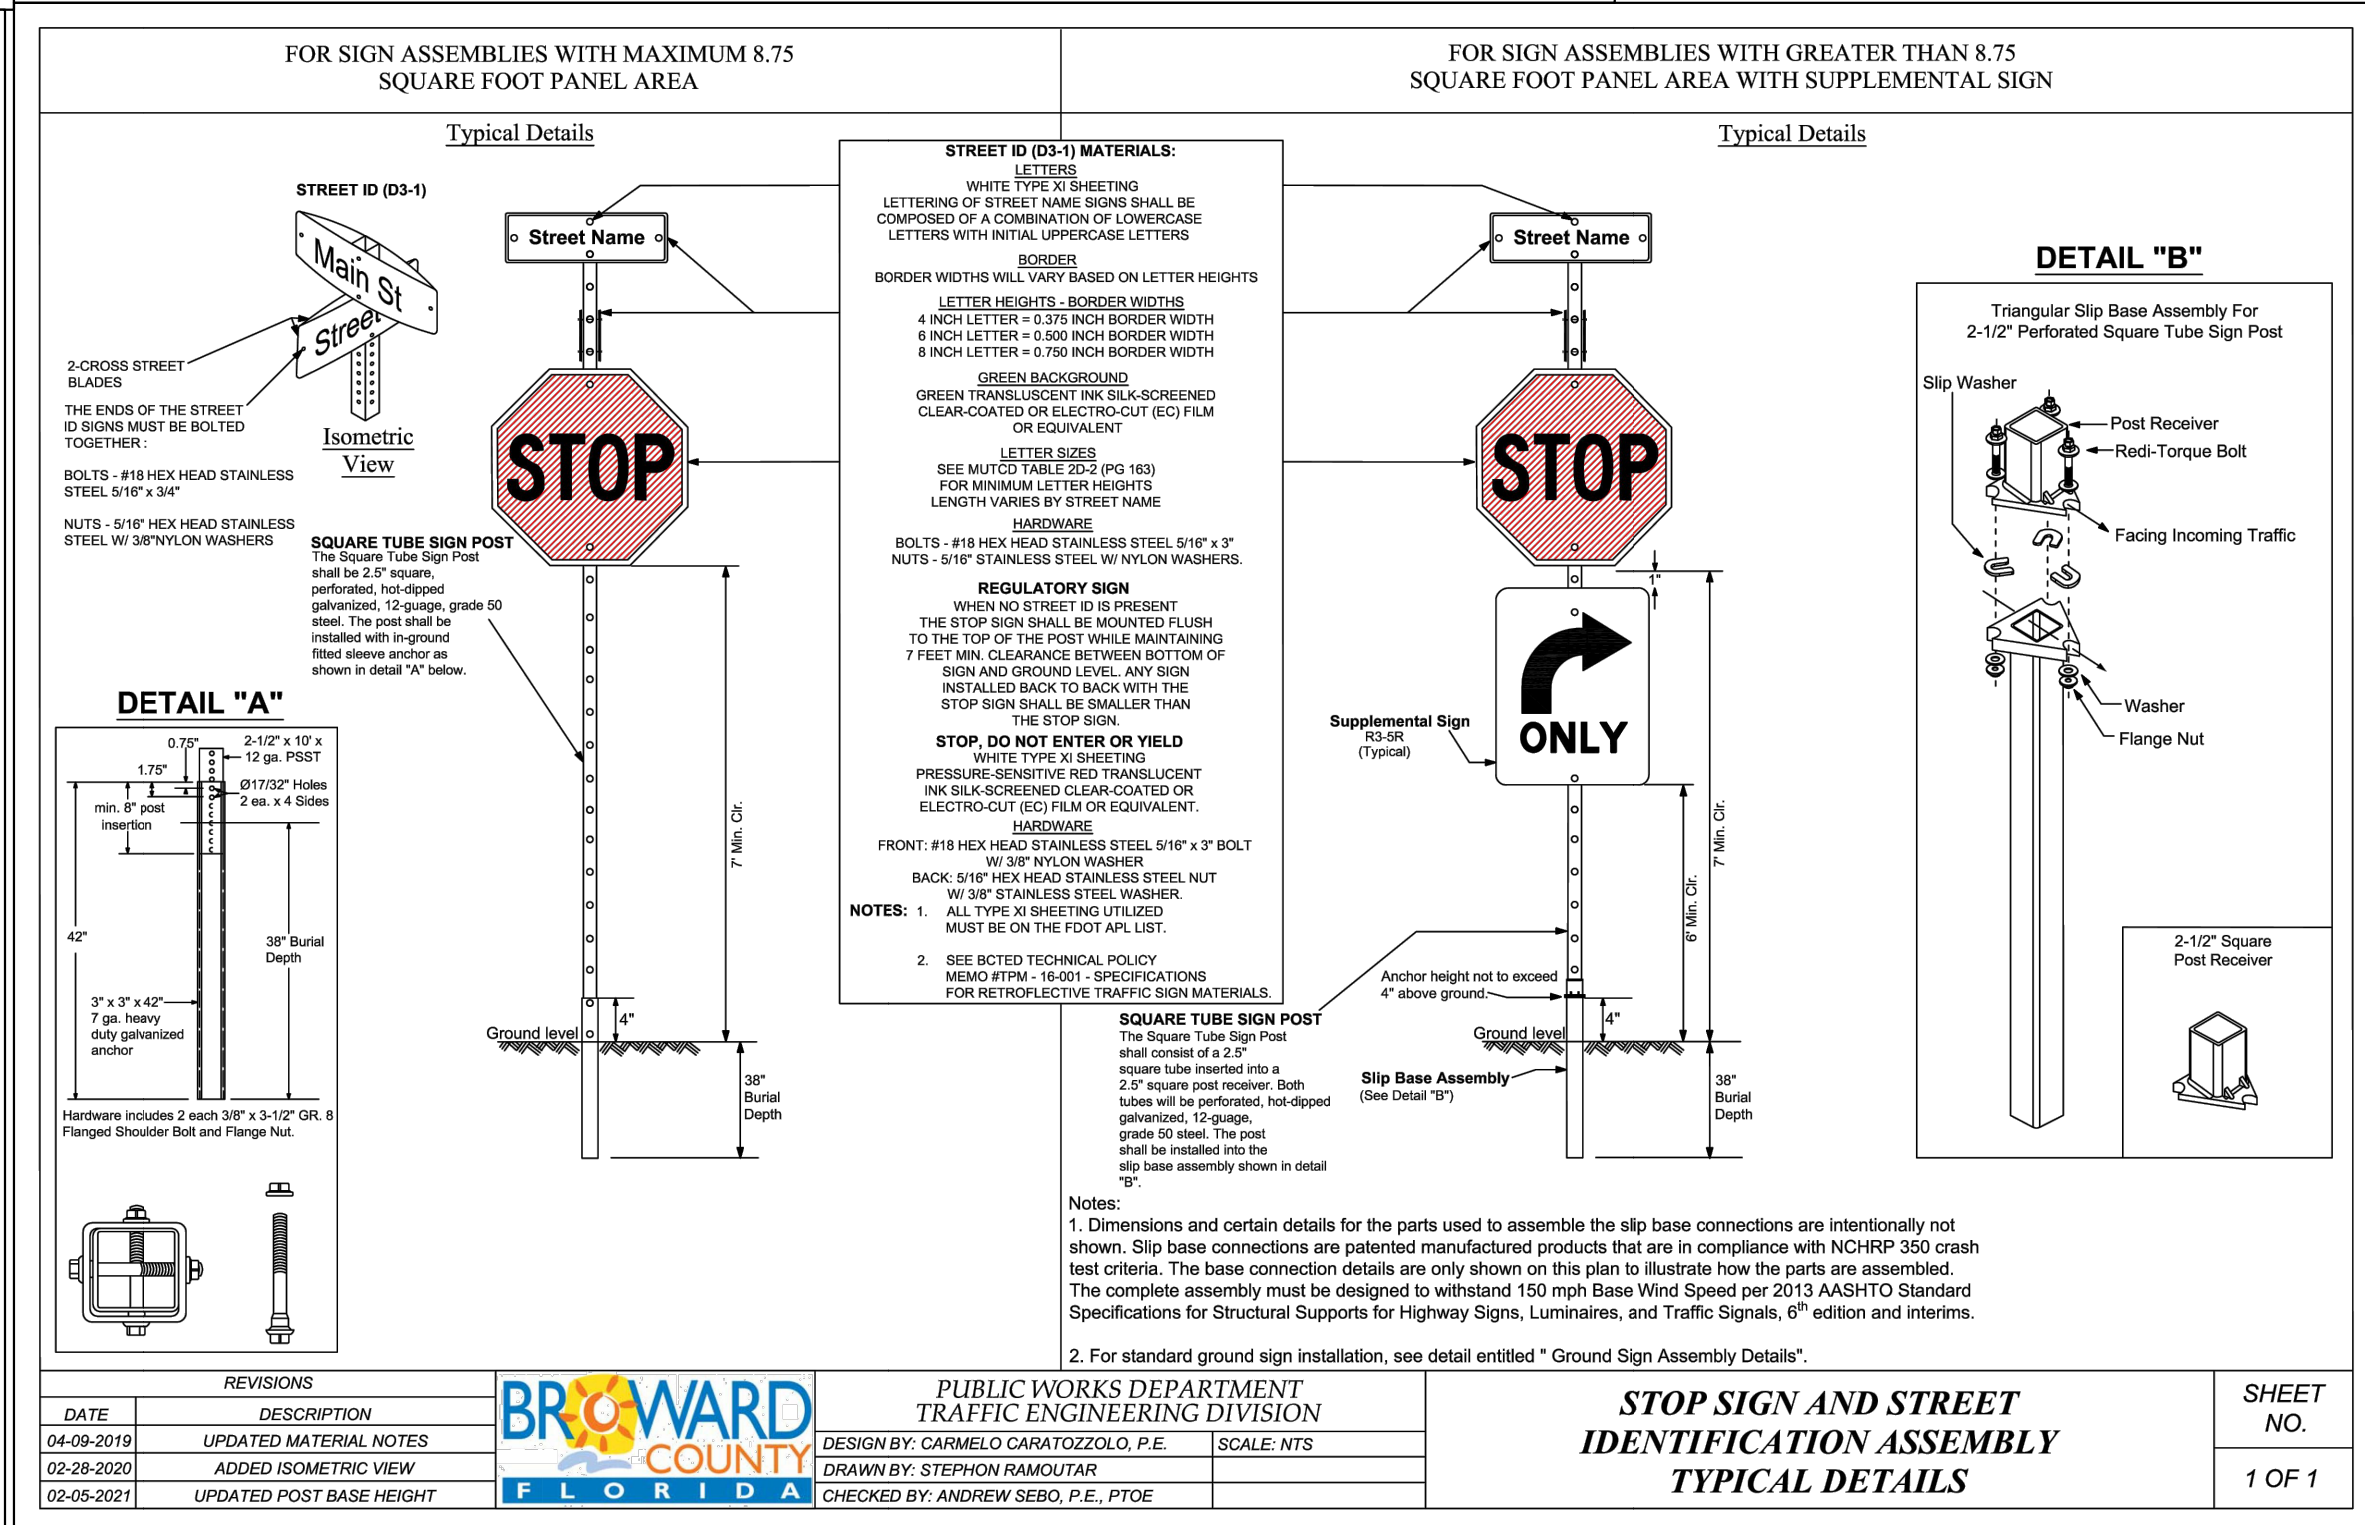 FOR SIGN ASSEMBLIES WITH MAXIMUM 8.75
SQUARE FOOT PANEL AREA
FOR SIGN ASSEMBLIES WITH GREATER THAN 8.75
SQUARE FOOT PANEL AREA WITH SUPPLEMENTAL SIGN
Typical Details
STREET ID (D3-1)
Main St
Street
2-CROSS STREET
BLADES
THE ENDS OF THE STREET
ID SIGNS MUST BE BOLTED
TOGETHER :
BOLTS - #18 HEX HEAD STAINLESS
STEEL 5/16" x 3/4"
NUTS - 5/16" HEX HEAD STAINLESS
STEEL W/ 3/8"NYLON WASHERS
Isometric
View
Street Name
STOP
SQUARE TUBE SIGN POST
The Square Tube Sign Post
shall be 2.5" square,
perforated, hot-dipped
galvanized, 12-guage, grade 50
steel. The post shall be
installed with in-ground
fitted sleeve anchor as
shown in detail "A" below.
7' Min. Clr.
Ground level
4"
38"
Burial
Depth
DETAIL "A"
0.75"
2-1/2" x 10' x
12 ga. PSST
1.75"
Ø17/32" Holes
2 ea. x 4 Sides
min. 8" post
insertion
42"
38" Burial
Depth
3" x 3" x 42"
7 ga. heavy
duty galvanized
anchor
Hardware includes 2 each 3/8" x 3-1/2" GR. 8
Flanged Shoulder Bolt and Flange Nut.
STREET ID (D3-1) MATERIALS:
LETTERS
WHITE TYPE XI SHEETING
LETTERING OF STREET NAME SIGNS SHALL BE
COMPOSED OF A COMBINATION OF LOWERCASE
LETTERS WITH INITIAL UPPERCASE LETTERS
BORDER
BORDER WIDTHS WILL VARY BASED ON LETTER HEIGHTS
LETTER HEIGHTS - BORDER WIDTHS
4 INCH LETTER = 0.375 INCH BORDER WIDTH
6 INCH LETTER = 0.500 INCH BORDER WIDTH
8 INCH LETTER = 0.750 INCH BORDER WIDTH
GREEN BACKGROUND
GREEN TRANSLUSCENT INK SILK-SCREENED
CLEAR-COATED OR ELECTRO-CUT (EC) FILM
OR EQUIVALENT
LETTER SIZES
SEE MUTCD TABLE 2D-2 (PG 163)
FOR MINIMUM LETTER HEIGHTS
LENGTH VARIES BY STREET NAME
HARDWARE
BOLTS - #18 HEX HEAD STAINLESS STEEL 5/16" x 3"
NUTS - 5/16" STAINLESS STEEL W/ NYLON WASHERS.
REGULATORY SIGN
WHEN NO STREET ID IS PRESENT
THE STOP SIGN SHALL BE MOUNTED FLUSH
TO THE TOP OF THE POST WHILE MAINTAINING
7 FEET MIN. CLEARANCE BETWEEN BOTTOM OF
SIGN AND GROUND LEVEL. ANY SIGN
INSTALLED BACK TO BACK WITH THE
STOP SIGN SHALL BE SMALLER THAN
THE STOP SIGN.
STOP, DO NOT ENTER OR YIELD
WHITE TYPE XI SHEETING
PRESSURE-SENSITIVE RED TRANSLUCENT
INK SILK-SCREENED CLEAR-COATED OR
ELECTRO-CUT (EC) FILM OR EQUIVALENT.
HARDWARE
FRONT: #18 HEX HEAD STAINLESS STEEL 5/16" x 3" BOLT
W/ 3/8" NYLON WASHER
BACK: 5/16" HEX HEAD STAINLESS STEEL NUT
W/ 3/8" STAINLESS STEEL WASHER.
NOTES: 1. ALL TYPE XI SHEETING UTILIZED
MUST BE ON THE FDOT APL LIST.
2. SEE BCTED TECHNICAL POLICY
MEMO #TPM - 16-001 - SPECIFICATIONS
FOR RETROFLECTIVE TRAFFIC SIGN MATERIALS.
Typical Details
Street Name
STOP
1"
ONLY
Supplemental Sign
R3-5R
(Typical)
6' Min. Clr.
7' Min. Clr.
Anchor height not to exceed
4" above ground.
4"
Ground level
SQUARE TUBE SIGN POST
The Square Tube Sign Post
shall consist of a 2.5"
square tube inserted into a
2.5" square post receiver. Both
tubes will be perforated, hot-dipped
galvanized, 12-guage,
grade 50 steel. The post
shall be installed into the
slip base assembly shown in detail
"B".
Slip Base Assembly
(See Detail "B")
38"
Burial
Depth
DETAIL "B"
Triangular Slip Base Assembly For
2-1/2" Perforated Square Tube Sign Post
Slip Washer
Post Receiver
Redi-Torque Bolt
Facing Incoming Traffic
Washer
Flange Nut
2-1/2" Square
Post Receiver
Notes:
1. Dimensions and certain details for the parts used to assemble the slip base connections are intentionally not
shown. Slip base connections are patented manufactured products that are in compliance with NCHRP 350 crash
test criteria. The base connection details are only shown on this plan to illustrate how the parts are assembled.
The complete assembly must be designed to withstand 150 mph Base Wind Speed per 2013 AASHTO Standard
Specifications for Structural Supports for Highway Signs, Luminaires, and Traffic Signals, 6th edition and interims.
2. For standard ground sign installation, see detail entitled " Ground Sign Assembly Details".
REVISIONS
DATE DESCRIPTION
04-09-2019 UPDATED MATERIAL NOTES
02-28-2020 ADDED ISOMETRIC VIEW
02-05-2021 UPDATED POST BASE HEIGHT
BROWARD
COUNTY
FLORIDA
PUBLIC WORKS DEPARTMENT
TRAFFIC ENGINEERING DIVISION
DESIGN BY: CARMELO CARATOZZOLO, P.E. SCALE: NTS
DRAWN BY: STEPHON RAMOUTAR
CHECKED BY: ANDREW SEBO, P.E., PTOE
STOP SIGN AND STREET
IDENTIFICATION ASSEMBLY
TYPICAL DETAILS
SHEET
NO.
1 OF 1